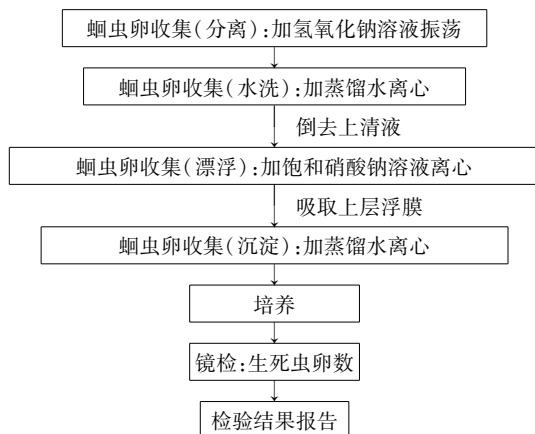 蛔虫卵收集(分离):加氢氧化钠溶液振荡
蛔虫卵收集(水洗):加蒸馏水离心
倒去上清液
蛔虫卵收集(漂浮):加饱和硝酸钠溶液离心
吸取上层浮膜
蛔虫卵收集(沉淀):加蒸馏水离心
培养
镜检:生死虫卵数
检验结果报告